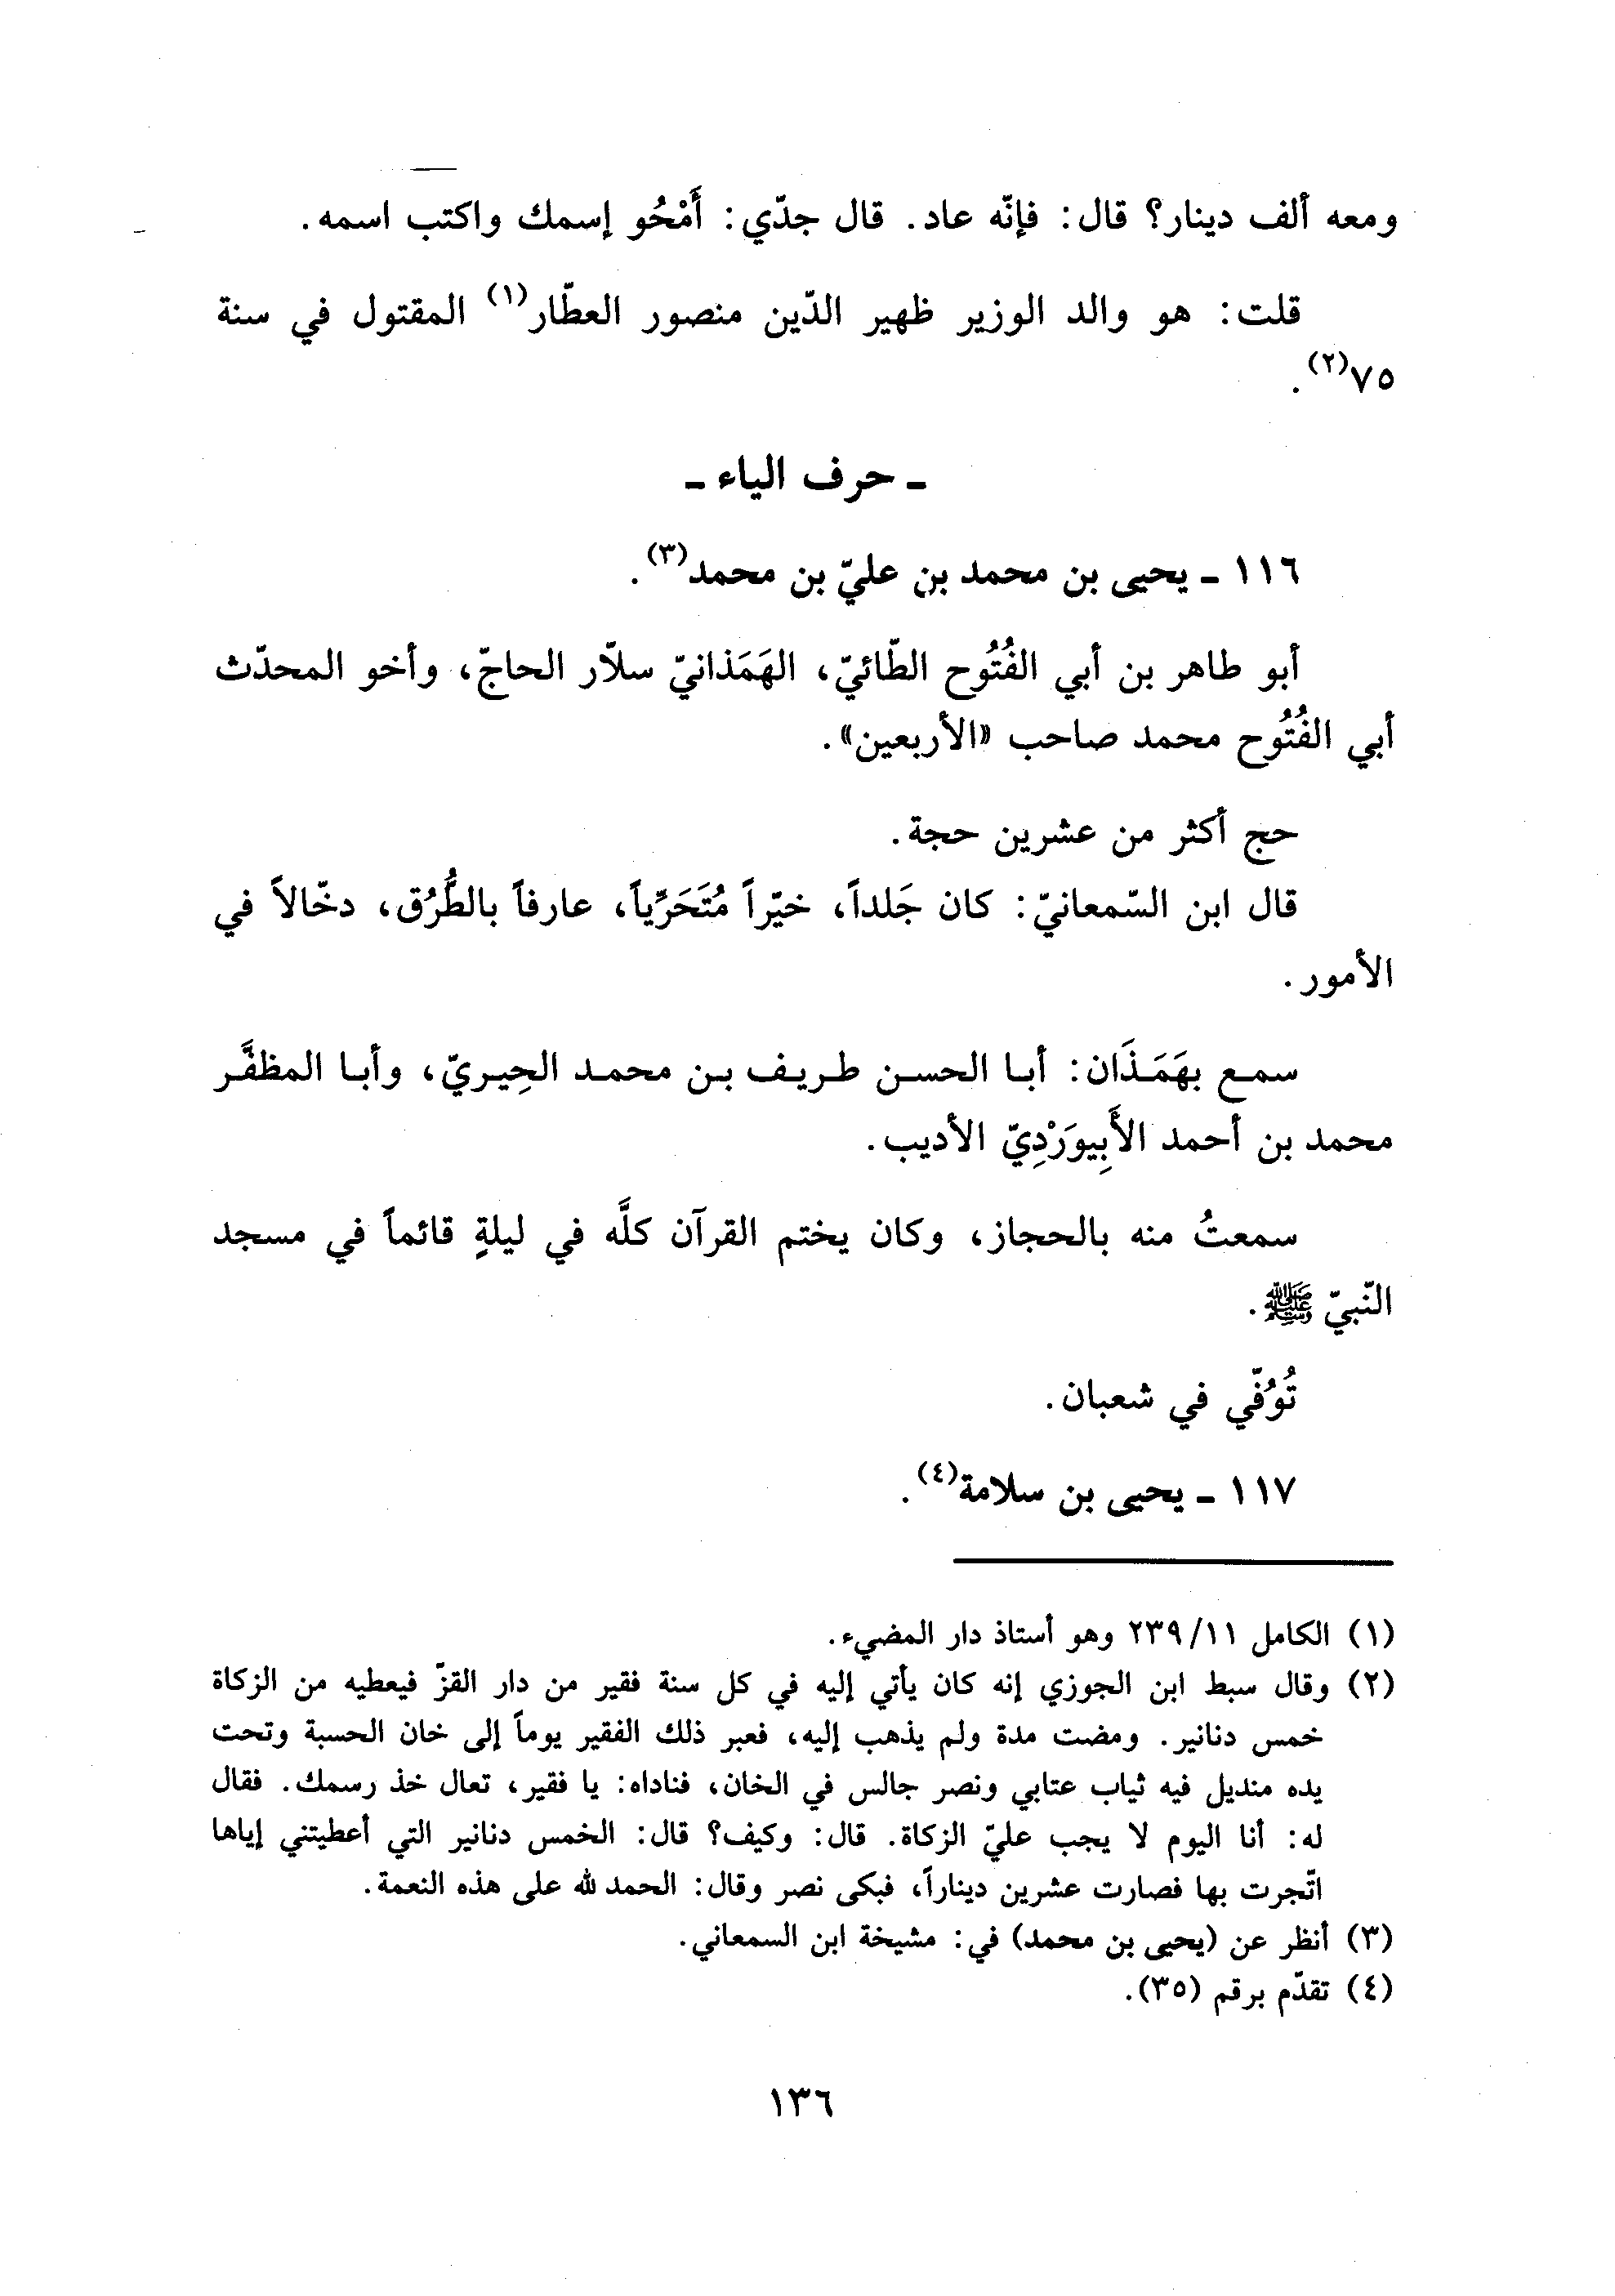 ومعه ألف دينار؟ قال: فإنّه عاد. قال جدّي: أَمْحُو إسمك واكتب اسمه.
قلت: هو والد الوزير ظهير الدّين منصور العطّار(١) المقتول في سنة
٧٥(٢).
ـ حرف الياء ـ
١١٦ ـ يحيى بن محمد بن عليّ بن محمد(٣).
أبو طاهر بن أبي الفُتُوح الطّائيّ، الهَمَذانيّ سلاّر الحاجّ، وأخو المحدّث
أبي الفُتُوح محمد صاحب «الأربعين».
حج أكثر من عشرين حجة.
قال ابن السّمعانيّ: كان جَلداً، خيّراً مُتَحَرِّياً، عارفاً بالطُّرُق، دخّالاً في
الأمور.
سمع بهَمَذَان: أبا الحسن طريف بن محمد الحِيريّ، وأبا المظفَّر
محمد بن أحمد الأَبِيوَرْدِيّ الأديب.
سمعتُ منه بالحجاز، وكان يختم القرآن كلَّه في ليلةٍ قائماً في مسجد
النّبيّ ﷺ.
تُوُفّي في شعبان.
١١٧ ـ يحيى بن سلامة(٤).
(١) الكامل ٢٣٩/١١ وهو أستاذ دار المضيء.
(٢) وقال سبط ابن الجوزي إنه كان يأتي إليه في كل سنة فقير من دار القزّ فيعطيه من الزكاة
خمس دنانير. ومضت مدة ولم يذهب إليه، فعبر ذلك الفقير يوماً إلى خان الحسبة وتحت
يده منديل فيه ثياب عتابي ونصر جالس في الخان، فناداه: يا فقير، تعال خذ رسمك. فقال
له: أنا اليوم لا يجب عليّ الزكاة. قال: وكيف؟ قال: الخمس دنانير التي أعطيتني إياها
اتّجرت بها فصارت عشرين ديناراً، فبكى نصر وقال: الحمد لله على هذه النعمة.
(٣) أنظر عن (يحيى بن محمد) في: مشيخة ابن السمعاني.
(٤) تقدّم برقم (٣٥).
١٣٦